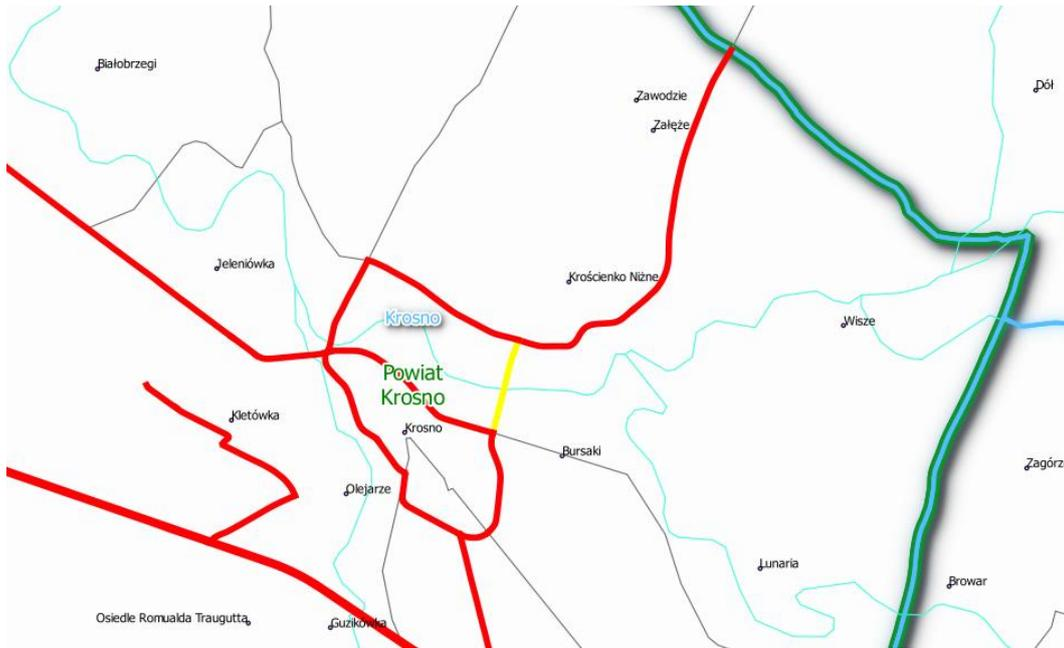 Białobrzegi
Dół
Zawodzie
Załęże
Jeleniówka
Krościenko Niżne
Krosno
Wisze
Powiat
Krosno
Kletówka
Krosno
Bursaki
Zagórz
Olejarze
Lunaria
Browar
Osiedle Romualda Traugutta
Guzikówka